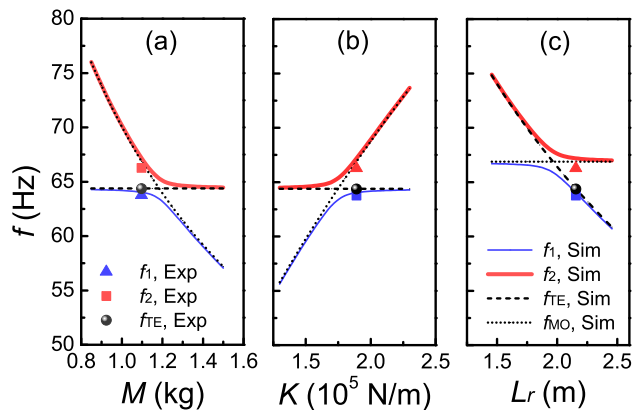 (a) (b) (c)
80
75
70
65
60
55
50
f (Hz)
f1, Exp
f2, Exp
fTE, Exp
f1, Sim
f2, Sim
fTE, Sim
fMO, Sim
0.8 1.0 1.2 1.4 1.6
1.5 2.0 2.5
1.5 2.0 2.5
M (kg)
K (10⁵ N/m)
Lr (m)